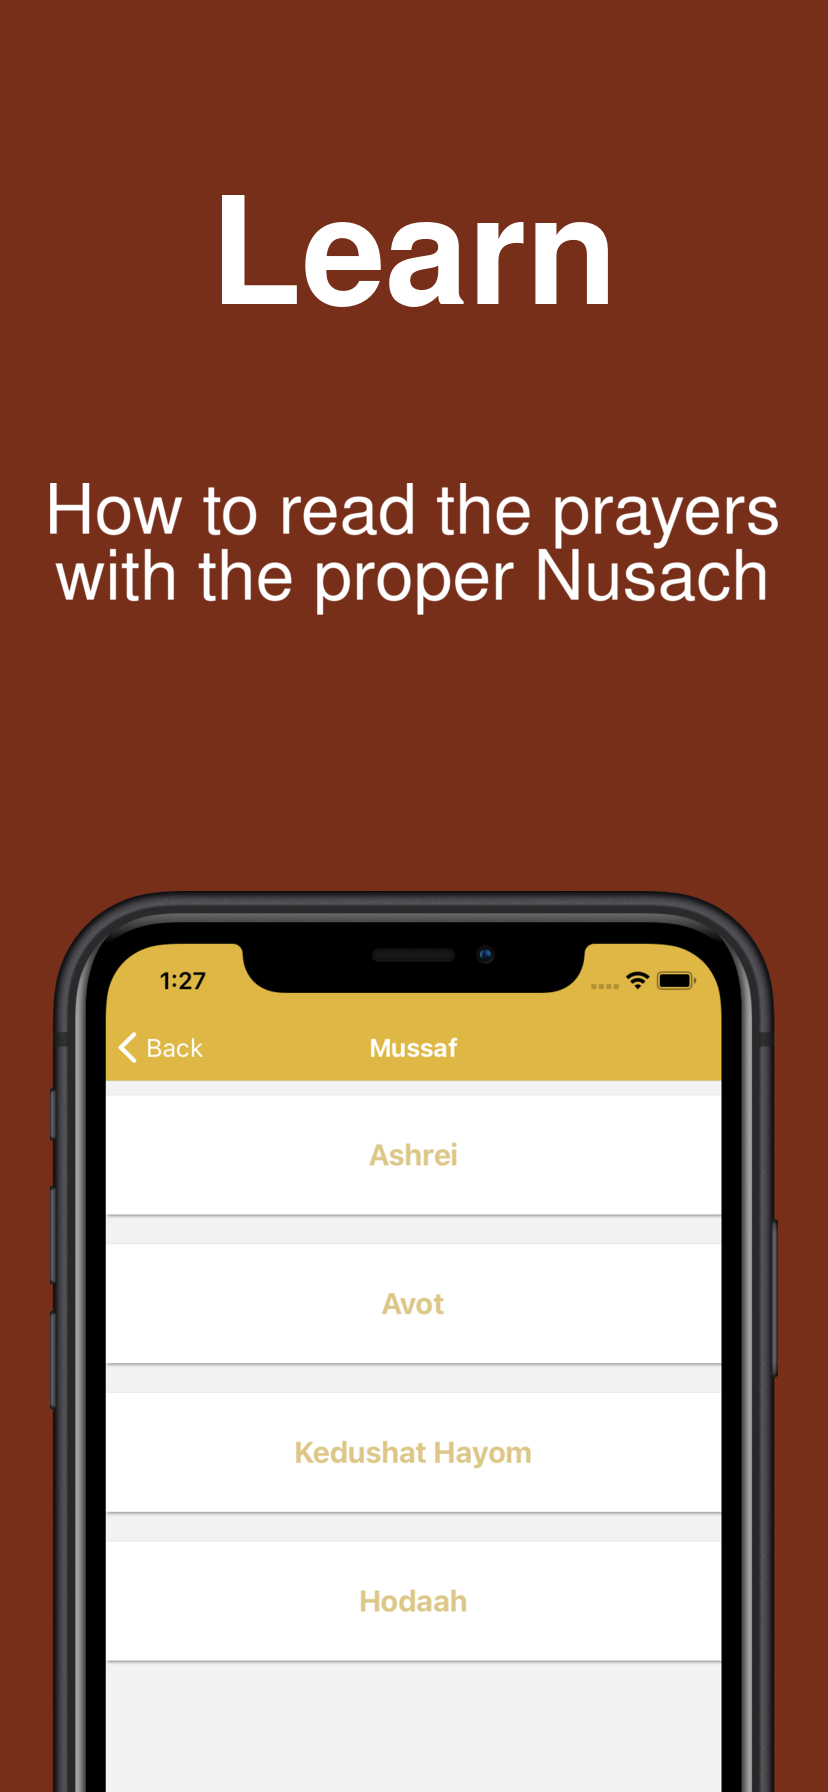 Learn
How to read the prayers
with the proper Nusach
1:27
Back
Mussaf
Ashrei
Avot
Kedushat Hayom
Hodaah